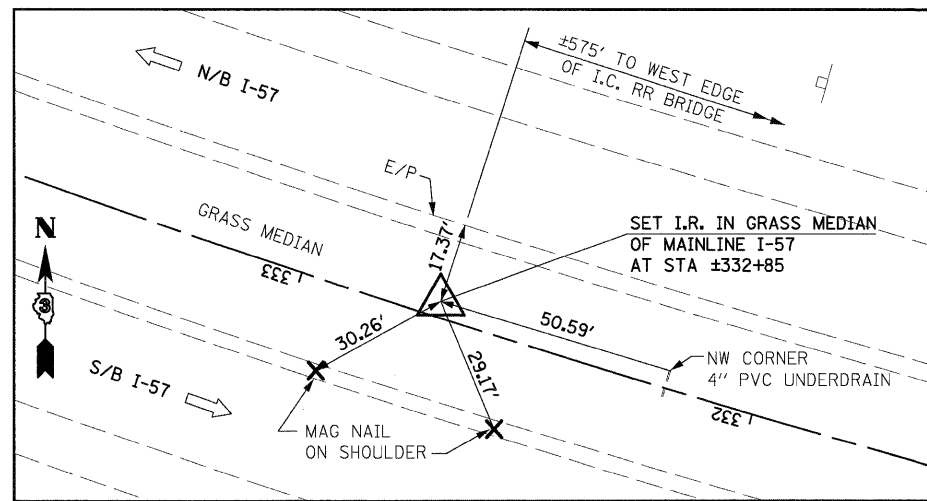 ±575' TO WEST EDGE
OF I.C. RR BRIDGE
N/B I-57
E/P
GRASS MEDIAN
N
3
333
17.37'
SET I.R. IN GRASS MEDIAN
OF MAINLINE I-57
AT STA ±332+85
30.26'
50.59'
29.17'
NW CORNER
4" PVC UNDERDRAIN
332
S/B I-57
MAG NAIL
ON SHOULDER